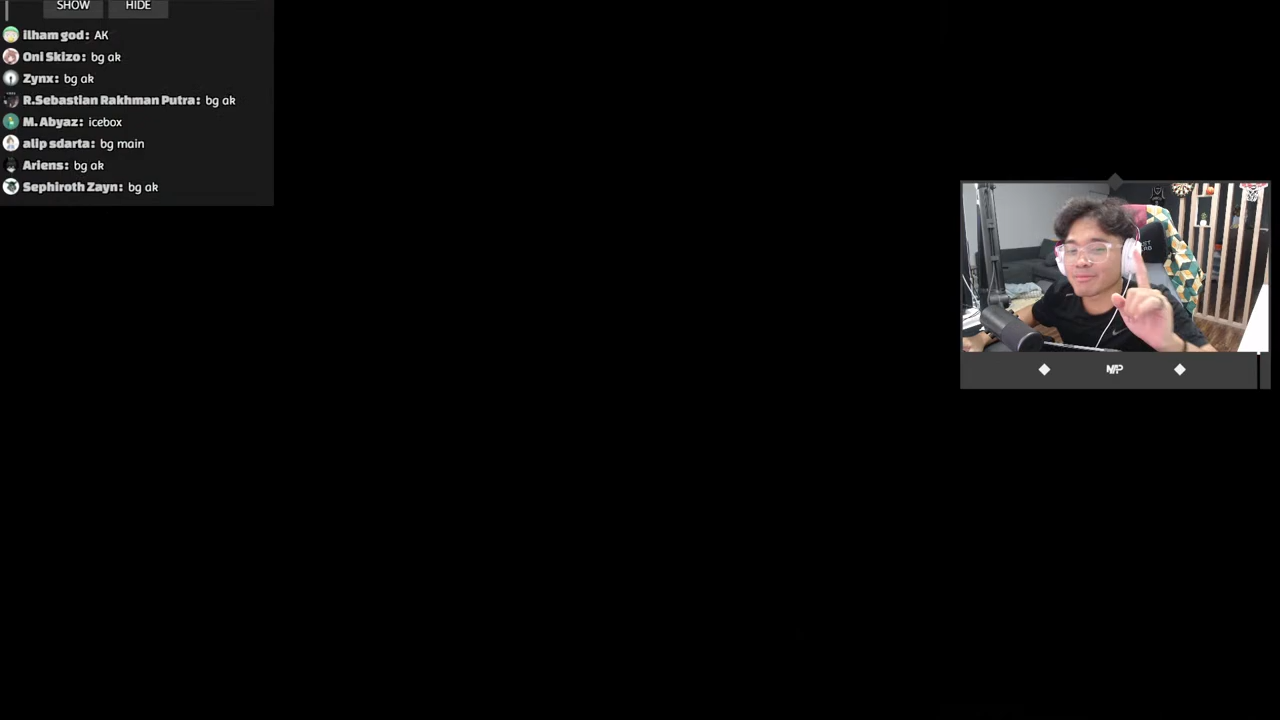 SHOW HIDE
ilham god: AK
Oni Skizo: bg ak
Zynx: bg ak
R.Sebastian Rakhman Putra: bg ak
M. Abyaz: icebox
alip sdarta: bg main
Ariens: bg ak
Sephiroth Zayn: bg ak